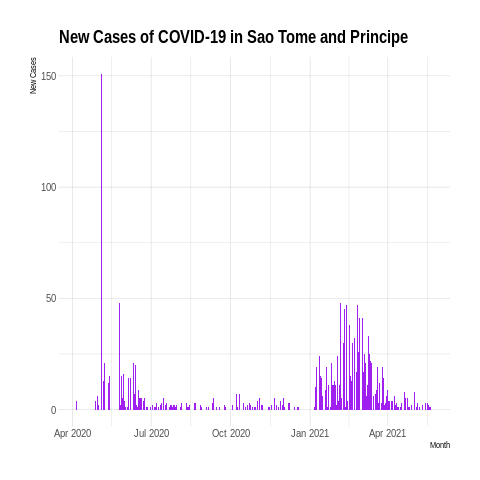 New Cases of COVID-19 in Sao Tome and Principe
New Cases
150
100
50
0
Apr 2020 Jul 2020 Oct 2020 Jan 2021 Apr 2021
Month